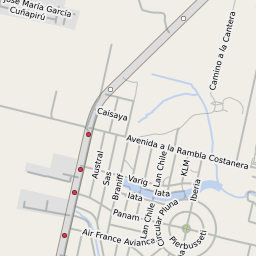 José María García
Cuñapirú
Camino a la Cantera
Caisaya
Avenida a la Rambla Costanera
Austral
Sas
Braniff
Lan Chile
KLM
Varig
Iata
Iata
Iberia
Panam
Lan Chile
Circular Pluna
Air France
Avianca
Pierbusseti